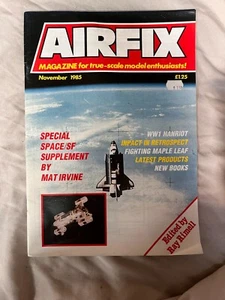 AIRFIX
MAGAZINE for true-scale model enthusiasts!
November 1985
£1.25
SPECIAL
SPACE/SF
SUPPLEMENT
BY
MAT IRVINE
WW1 HANRIOT
IMPACT IN RETROSPECT
FIGHTING MAPLE LEAF
LATEST PRODUCTS
NEW BOOKS
Edited by
Ray Rimell